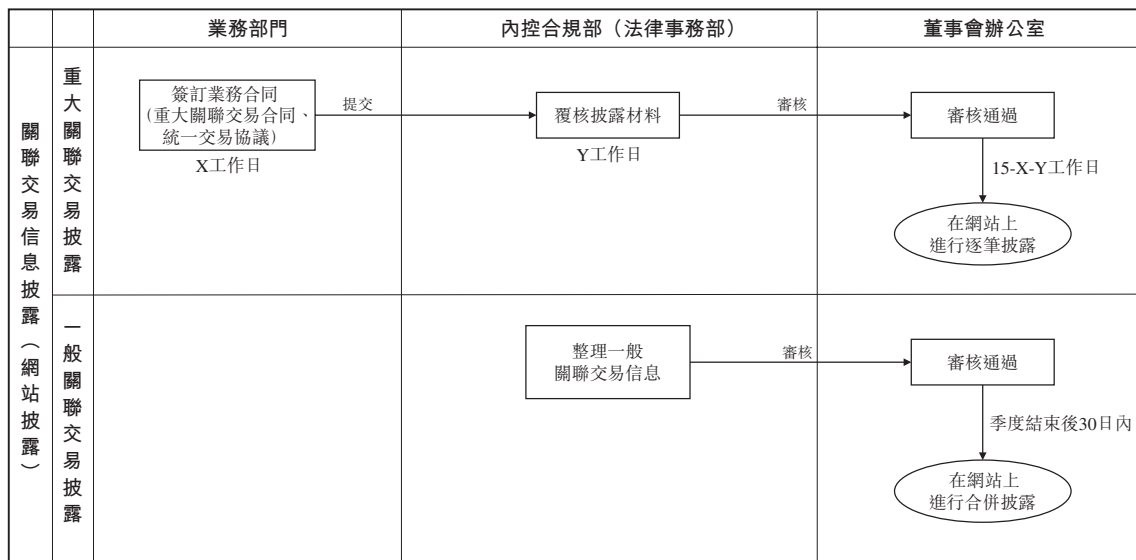 業務部門
內控合規部（法律事務部）
董事會辦公室
關聯交易信息披露（網站披露）
重大關聯交易披露
簽訂業務合同
（重大關聯交易合同、
統一交易協議）
X工作日
提交
覆核披露材料
Y工作日
審核
審核通過
15-X-Y工作日
在網站上
進行逐筆披露
一般關聯交易披露
整理一般
關聯交易信息
審核
審核通過
季度結束後30日內
在網站上
進行合併披露